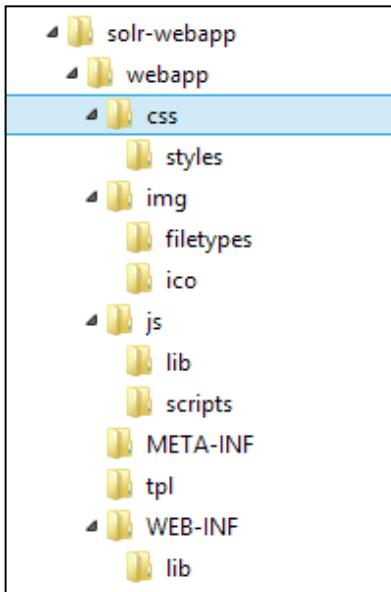 solr-webapp
webapp
css
styles
img
filetypes
ico
js
lib
scripts
META-INF
tpl
WEB-INF
lib